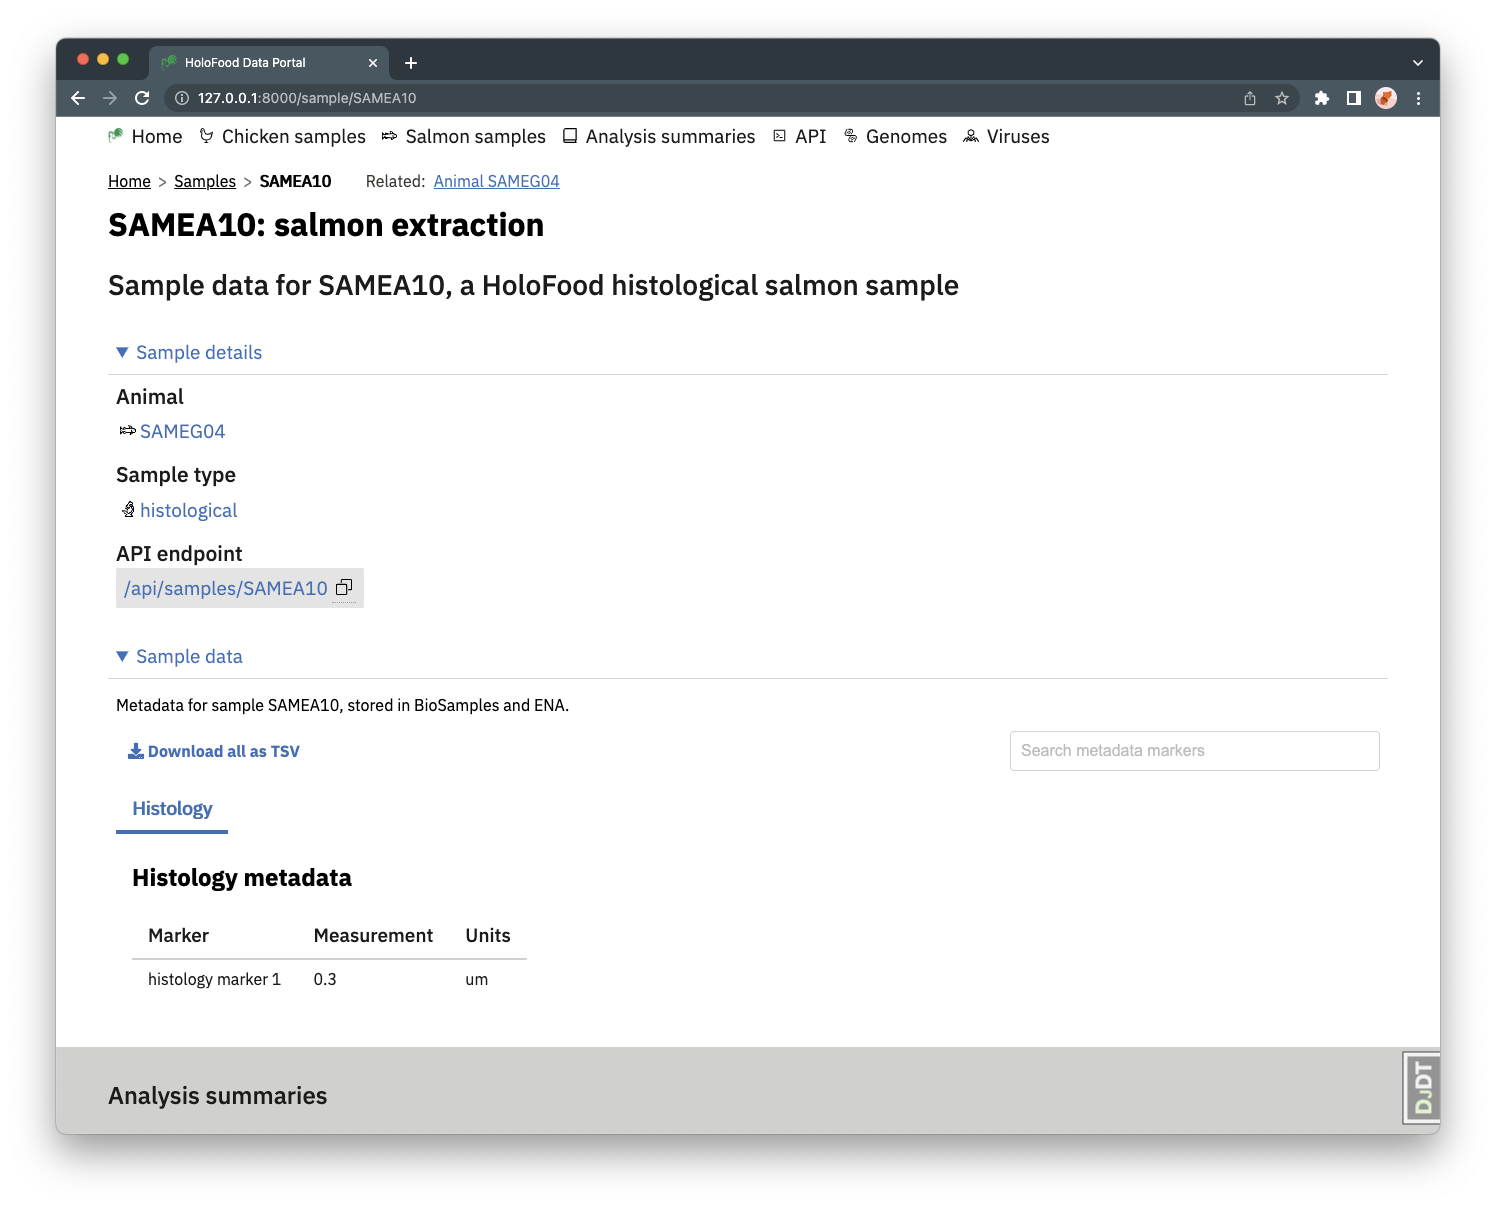 HoloFood Data Portal
127.0.0.1:8000/sample/SAMEA10
Home Chicken samples Salmon samples Analysis summaries API Genomes Viruses
Home > Samples > SAMEA10 Related: Animal SAMEG04
SAMEA10: salmon extraction
Sample data for SAMEA10, a HoloFood histological salmon sample
▼ Sample details
Animal
SAMEG04
Sample type
histological
API endpoint
/api/samples/SAMEA10
▼ Sample data
Metadata for sample SAMEA10, stored in BioSamples and ENA.
Download all as TSV
Search metadata markers
Histology
Histology metadata
Marker Measurement Units
histology marker 1 0.3 um
Analysis summaries
DJDT